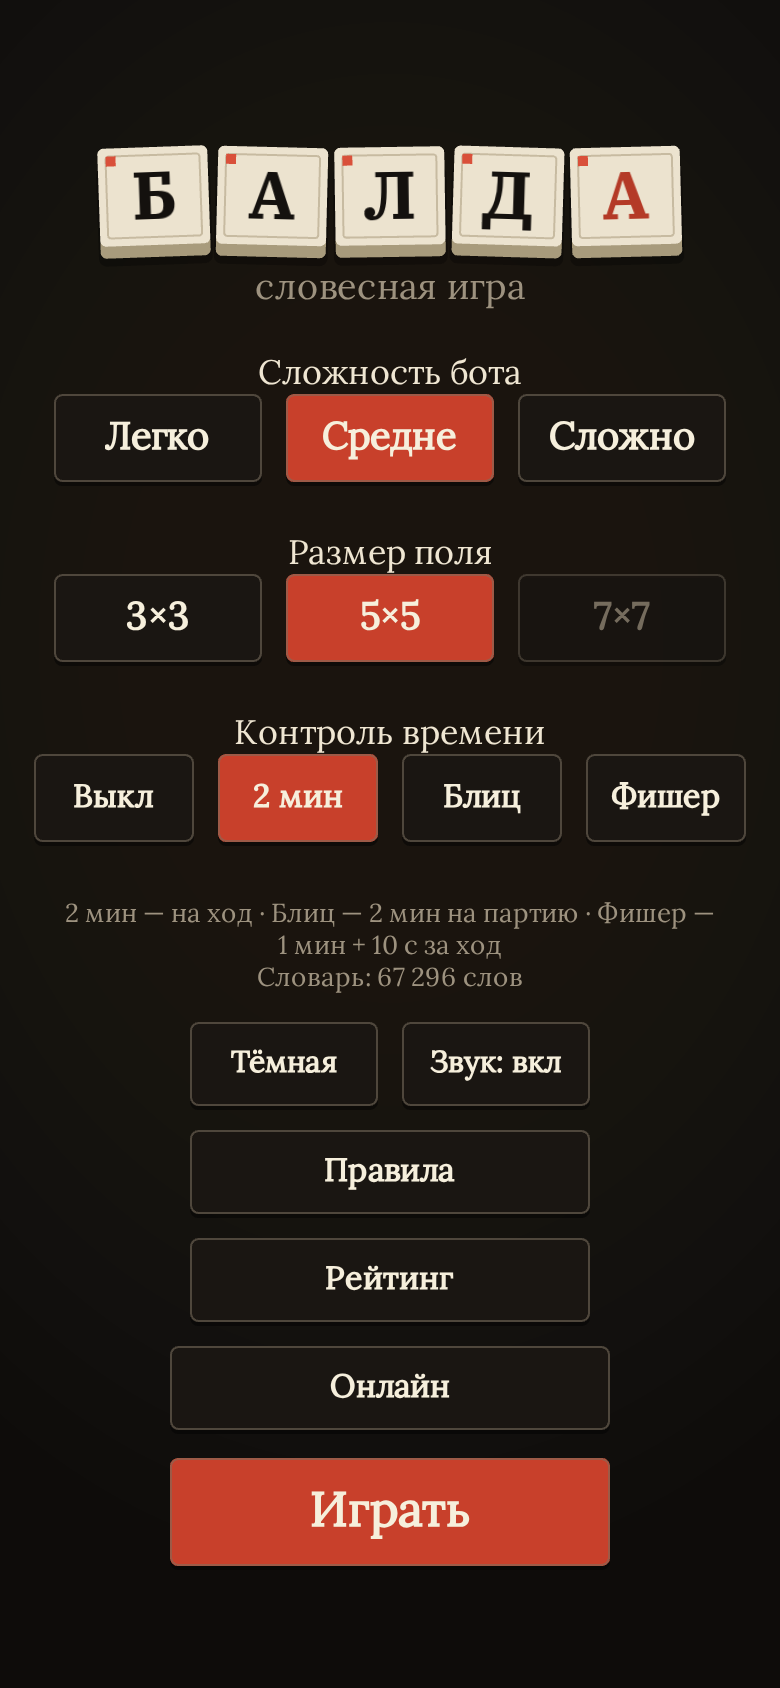 БАЛДА
словесная игра
Сложность бота
Легко Средне Сложно
Размер поля
3×3 5×5 7×7
Контроль времени
Выкл 2 мин Блиц Фишер
2 мин — на ход · Блиц — 2 мин на партию · Фишер —
1 мин + 10 с за ход
Словарь: 67 296 слов
Тёмная Звук: вкл
Правила
Рейтинг
Онлайн
Играть